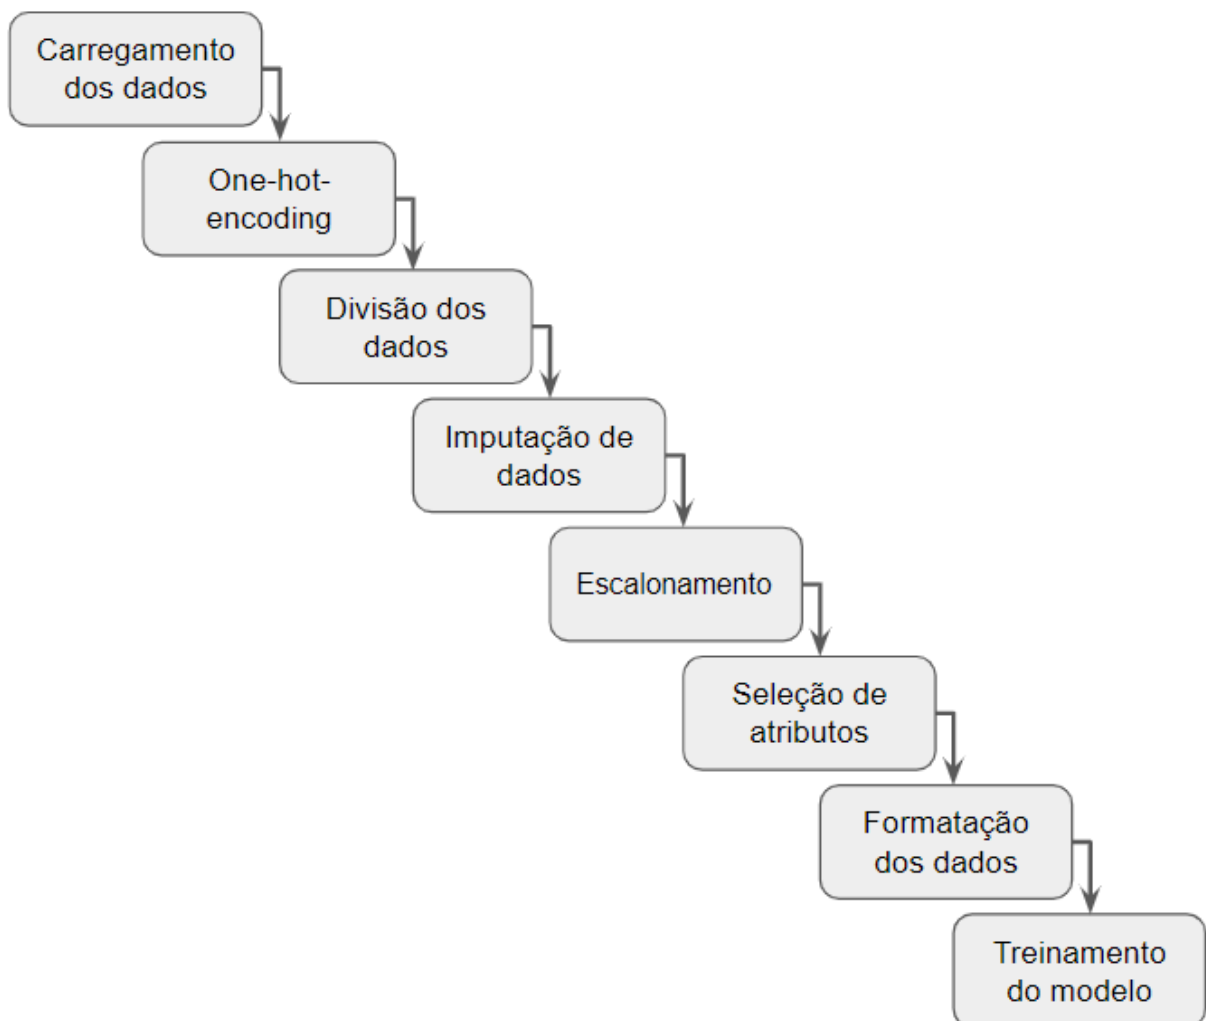 Carregamento
dos dados
One-hot-
encoding
Divisão dos
dados
Imputação de
dados
Escalonamento
Seleção de
atributos
Formatação
dos dados
Treinamento
do modelo